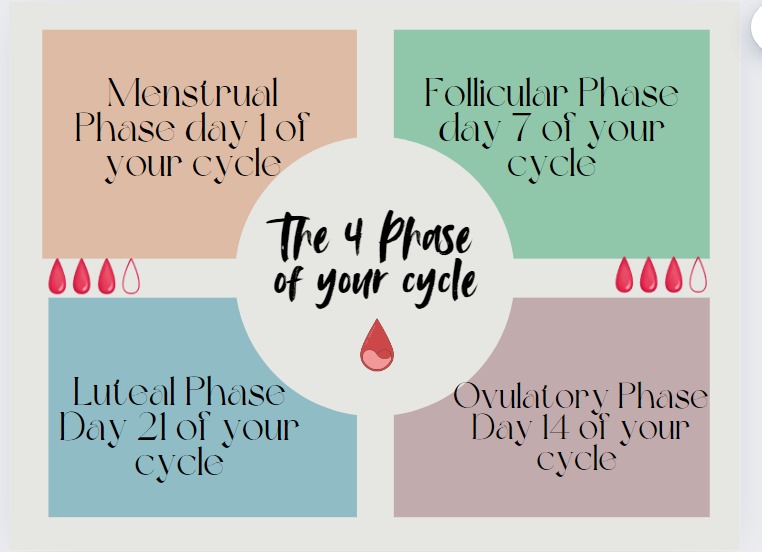 Menstrual
Phase day 1 of
your cycle
Follicular Phase
day 7 of your
cycle
The 4 Phase
of your cycle
Luteal Phase
Day 21 of your
cycle
Ovulatory Phase
Day 14 of your
cycle